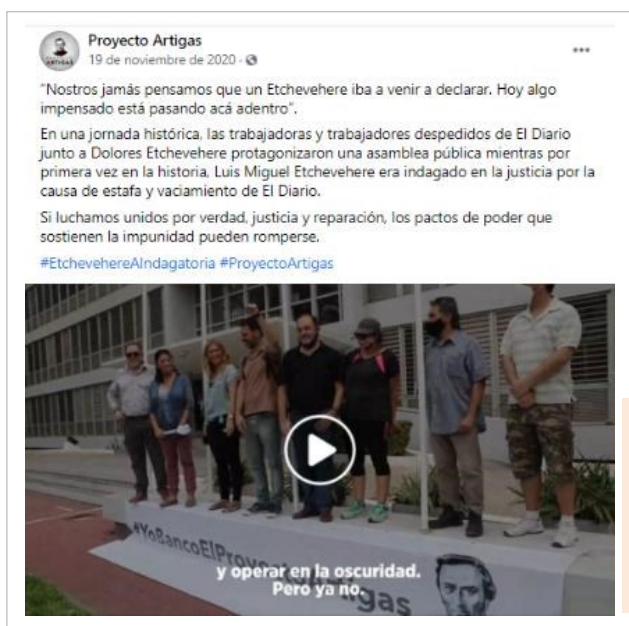 Proyecto Artigas
19 de noviembre de 2020 ·
"Nostros jamás pensamos que un Etchevehere iba a venir a declarar. Hoy algo
impensado está pasando acá adentro".
En una jornada histórica, las trabajadoras y trabajadores despedidos de El Diario
junto a Dolores Etchevehere protagonizaron una asamblea pública mientras por
primera vez en la historia, Luis Miguel Etchevehere era indagado en la justicia por la
causa de estafa y vaciamiento de El Diario.
Si luchamos unidos por verdad, justicia y reparación, los pactos de poder que
sostienen la impunidad pueden romperse.
#EtchevehereAIndagatoria #ProyectoArtigas
#YoBancoElProyectoArtigas
y operar en la oscuridad.
Pero ya no.